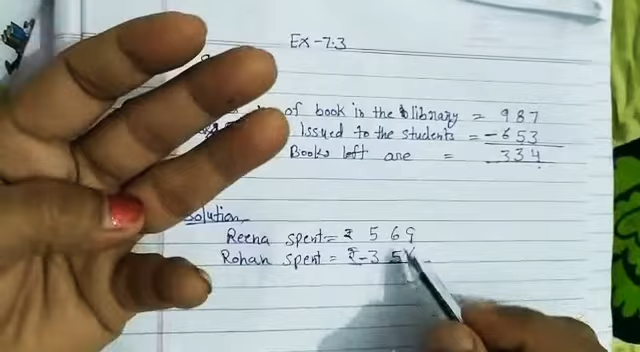 Ex-7.3
of book in the library = 987
Issued to the students = -653
Books left are = 334
Solution
Reena spent = ₹ 569
Rohan spent = ₹ -35